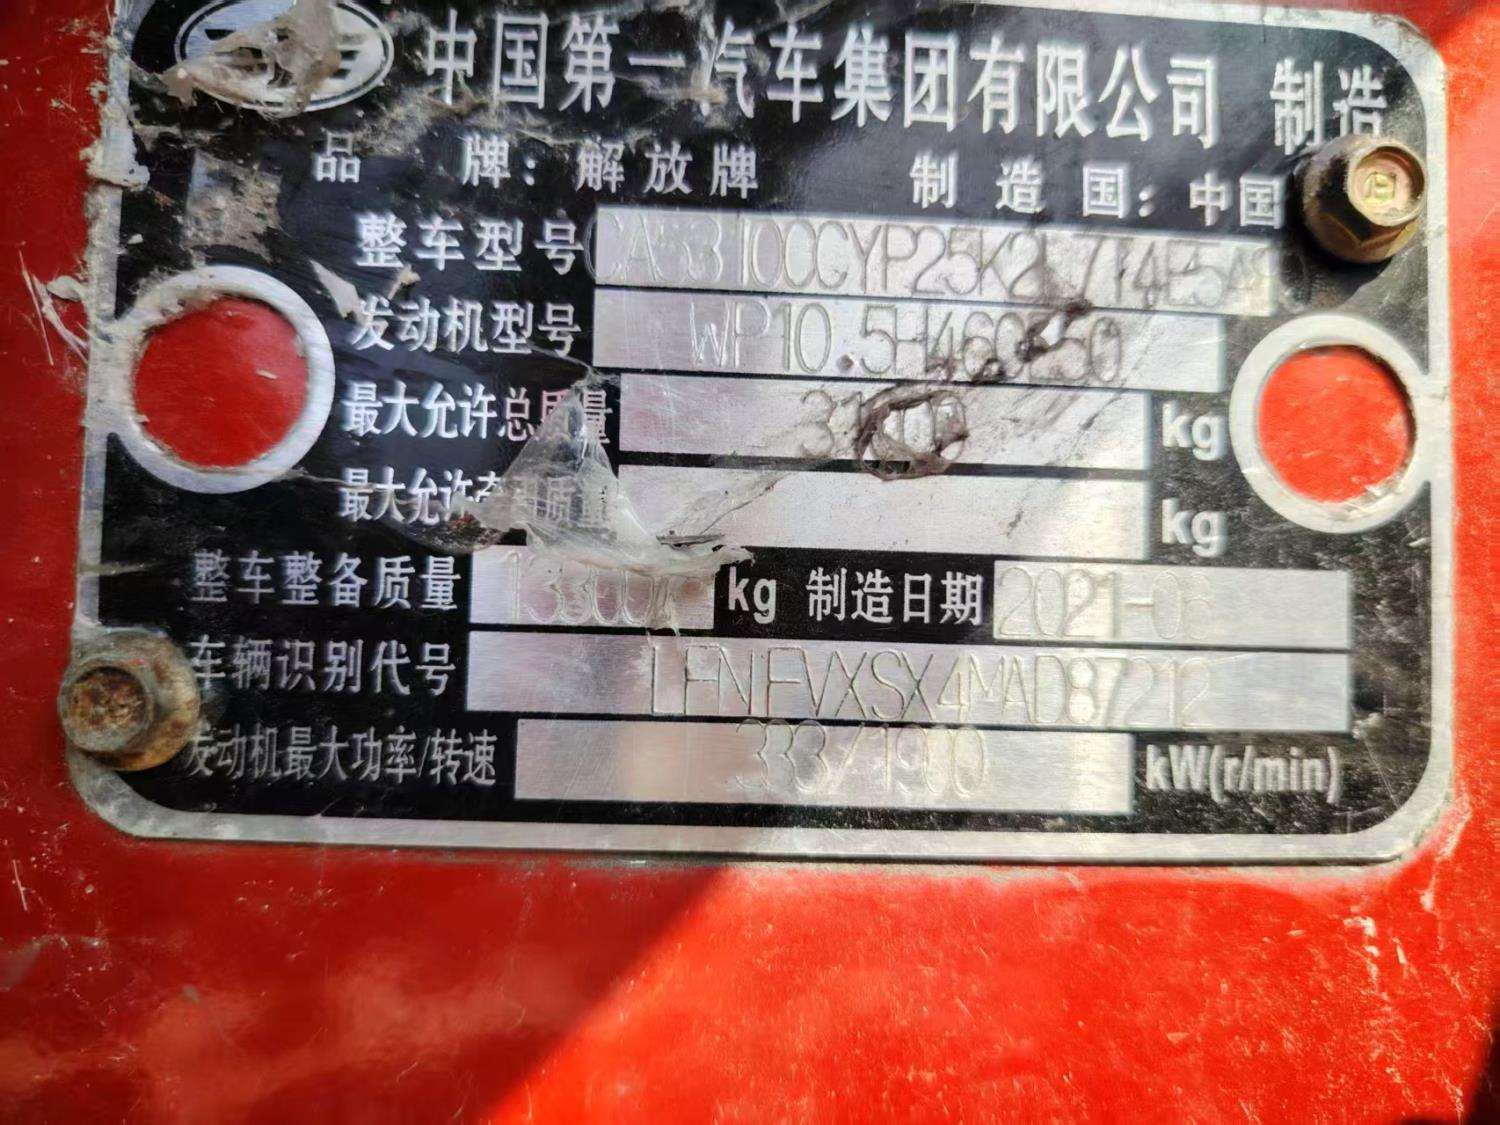 中国第一汽车集团有限公司 制造
品 牌: 解放牌 制造国: 中国
整车型号 CA5310CCYP25K2L7T4E5A
发动机型号 WP10.5H460E50
最大允许总质量 kg
最大允许 质量 kg
整车整备质量 kg 制造日期 2021-06
车辆识别代号 LFNFVXSX4MAD87212
发动机最大功率/转速 333/1900 kW(r/min)